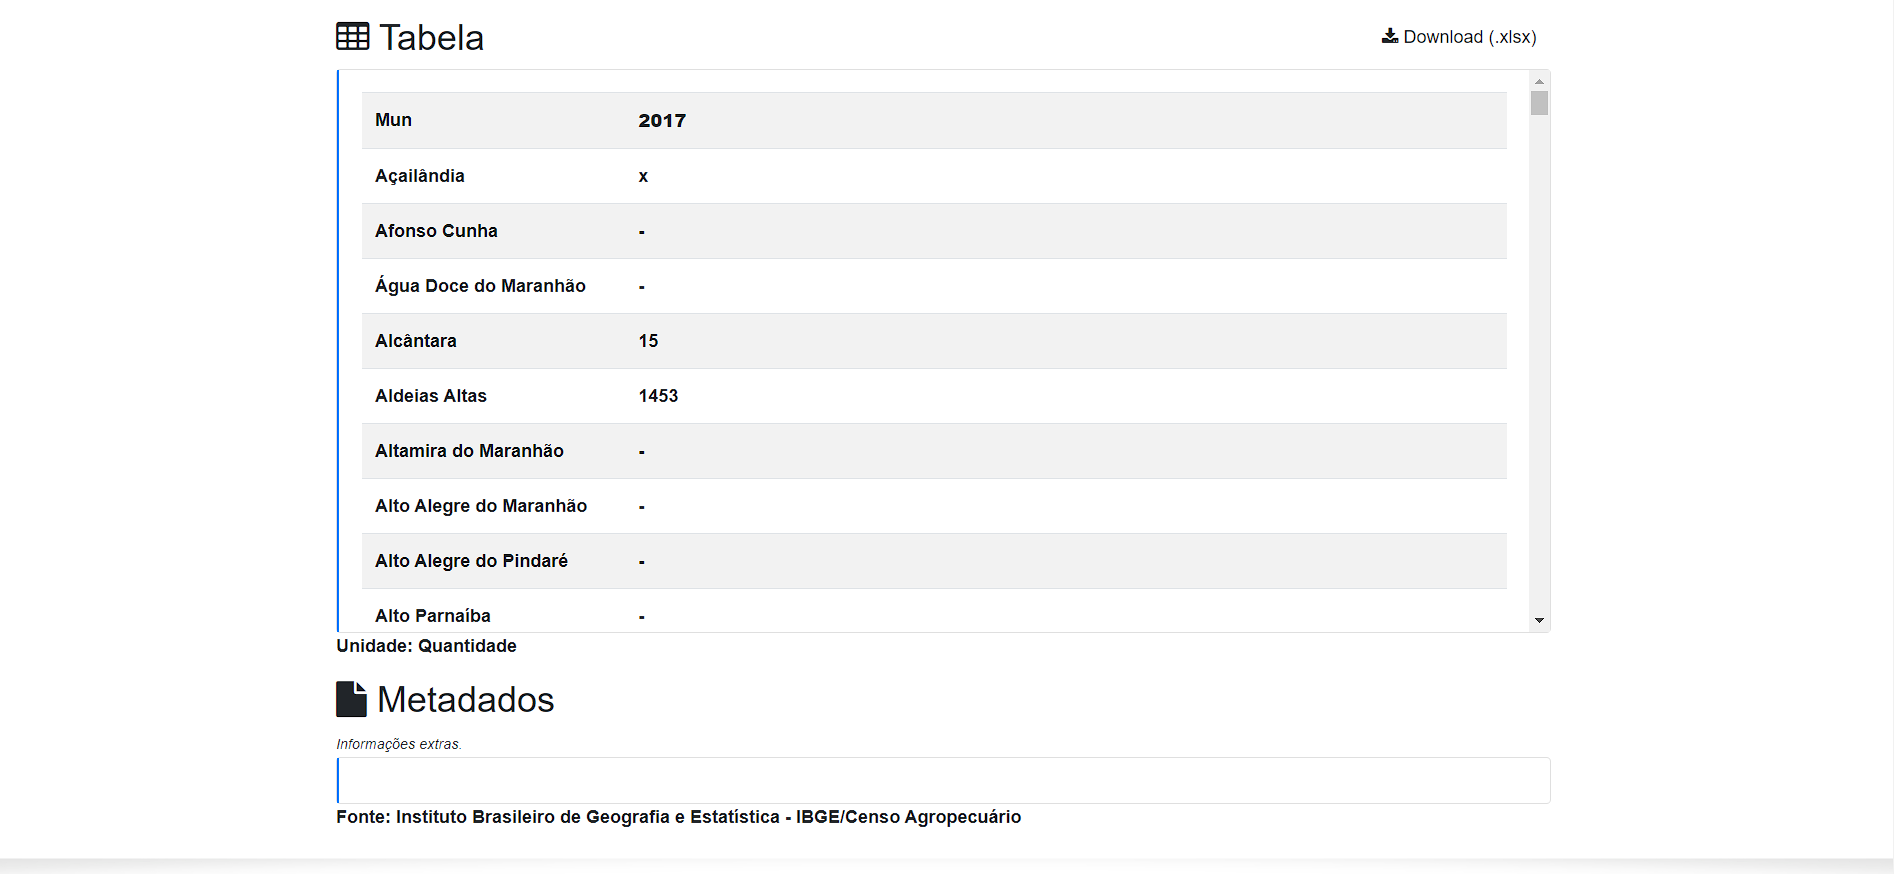 Tabela
Download (.xlsx)
Mun 2017
Açailândia x
Afonso Cunha -
Água Doce do Maranhão -
Alcântara 15
Aldeias Altas 1453
Altamira do Maranhão -
Alto Alegre do Maranhão -
Alto Alegre do Pindaré -
Alto Parnaíba -
Unidade: Quantidade
Metadados
Informações extras.
Fonte: Instituto Brasileiro de Geografia e Estatística - IBGE/Censo Agropecuário